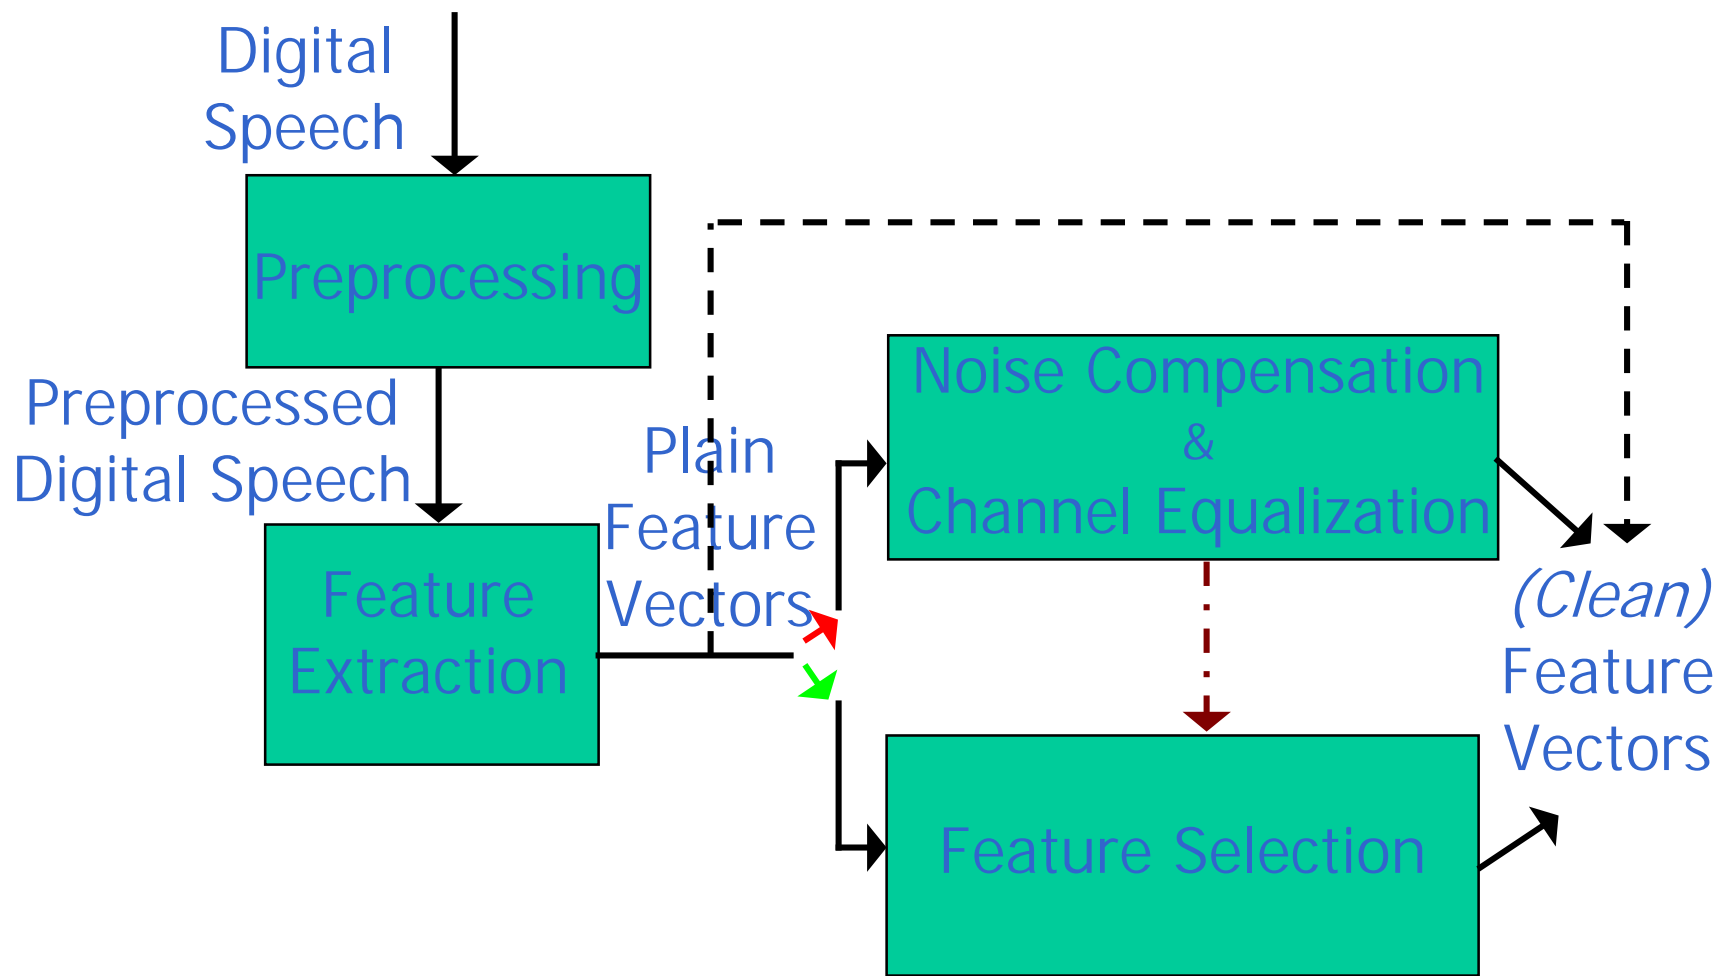 Digital
Speech
Preprocessing
Preprocessed
Digital Speech
Feature
Extraction
Plain
Feature
Vectors
Noise Compensation
&
Channel Equalization
Feature Selection
(Clean)
Feature
Vectors